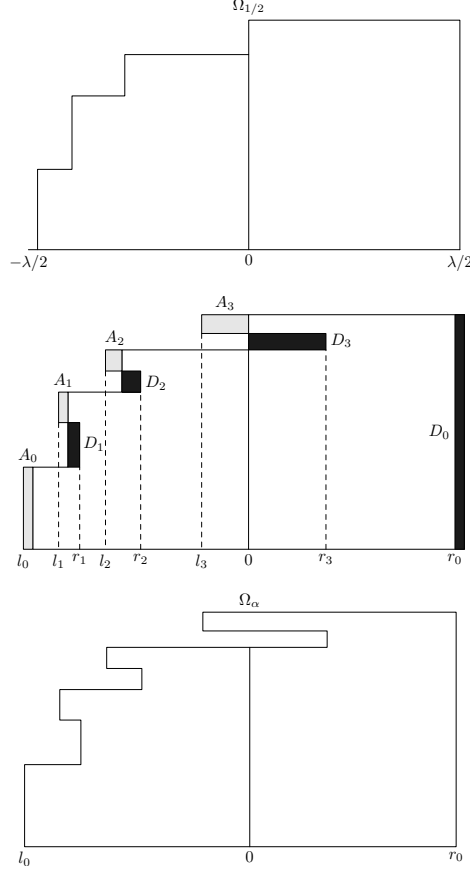 Ω₁/₂
−λ/2 0 λ/2
A₃
A₂ D₃
A₁ D₂
D₁ D₀
A₀
l₀ l₁ r₁ l₂ r₂ l₃ 0 r₃ r₀
Ωα
l₀ 0 r₀